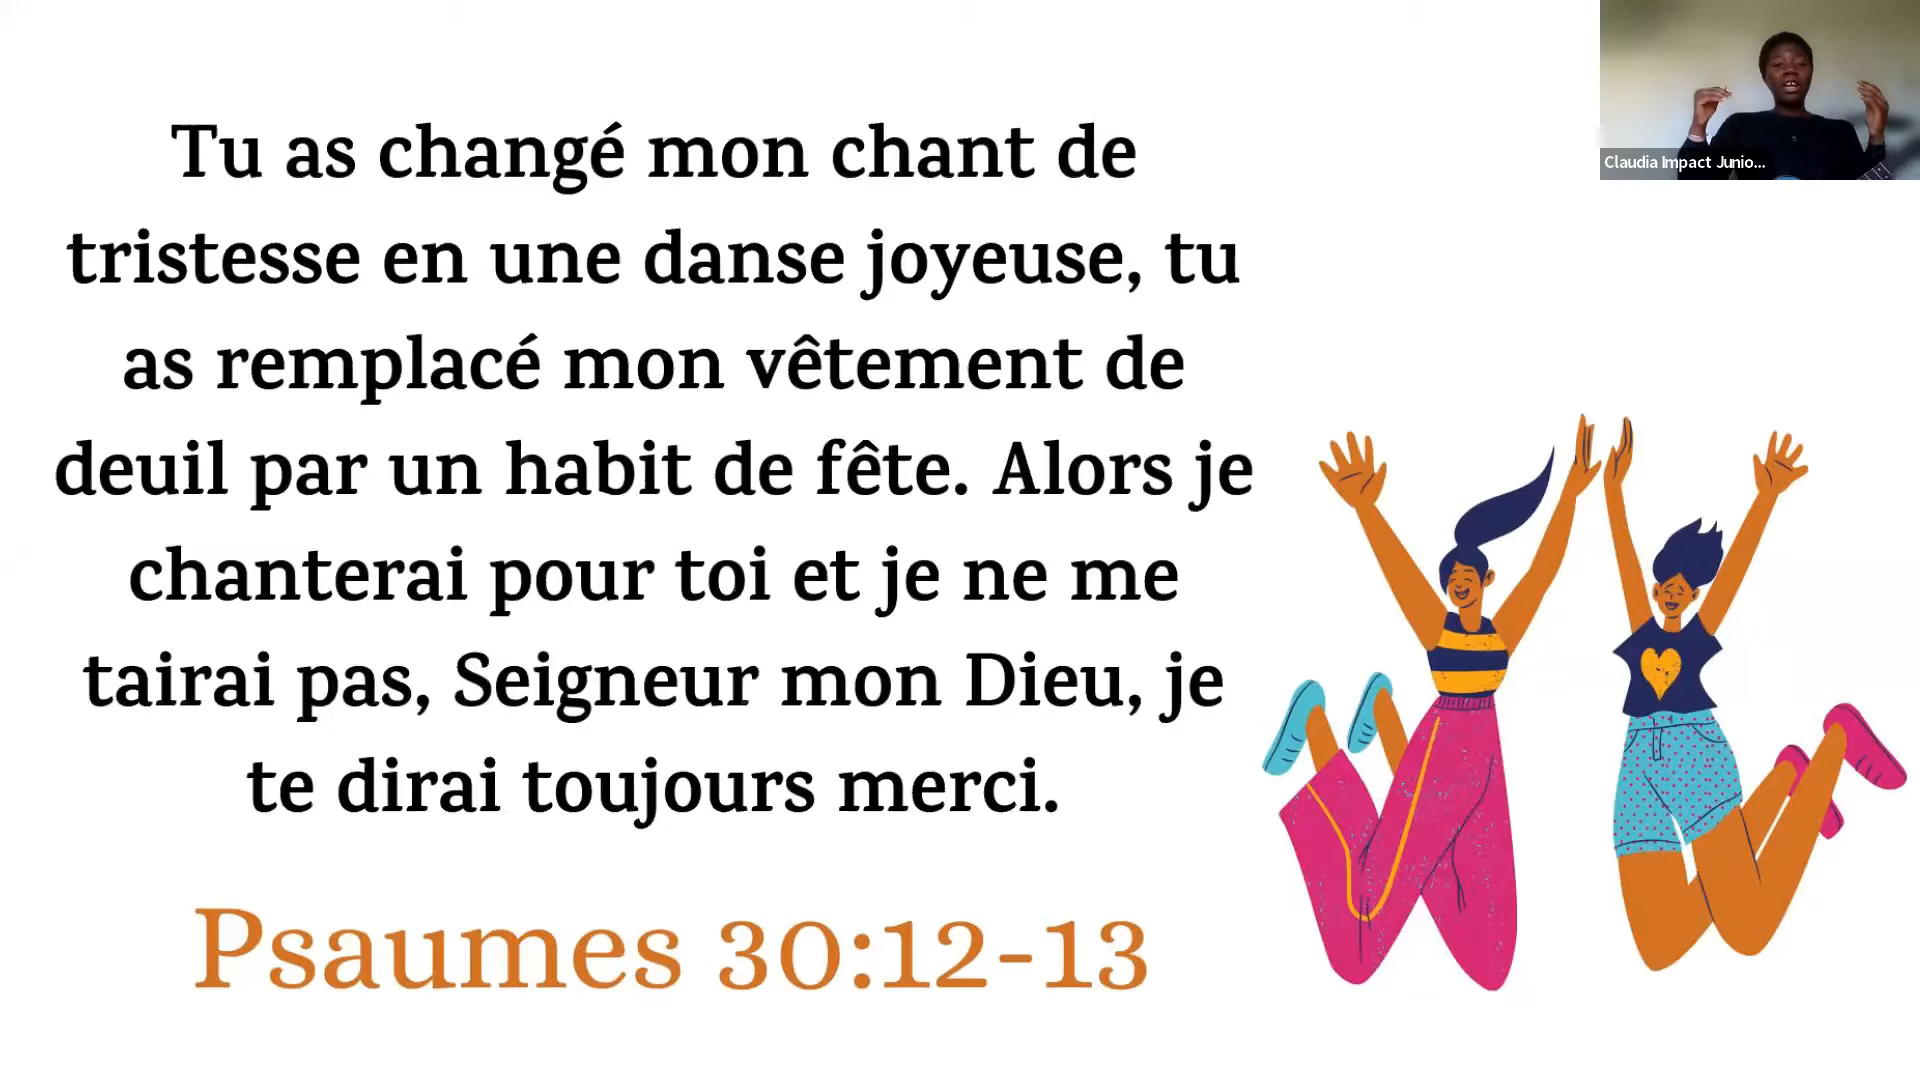 Tu as changé mon chant de
tristesse en une danse joyeuse, tu
as remplacé mon vêtement de
deuil par un habit de fête. Alors je
chanterai pour toi et je ne me
tairai pas, Seigneur mon Dieu, je
te dirai toujours merci.
Psaumes 30:12-13
Claudia Impact Junio...